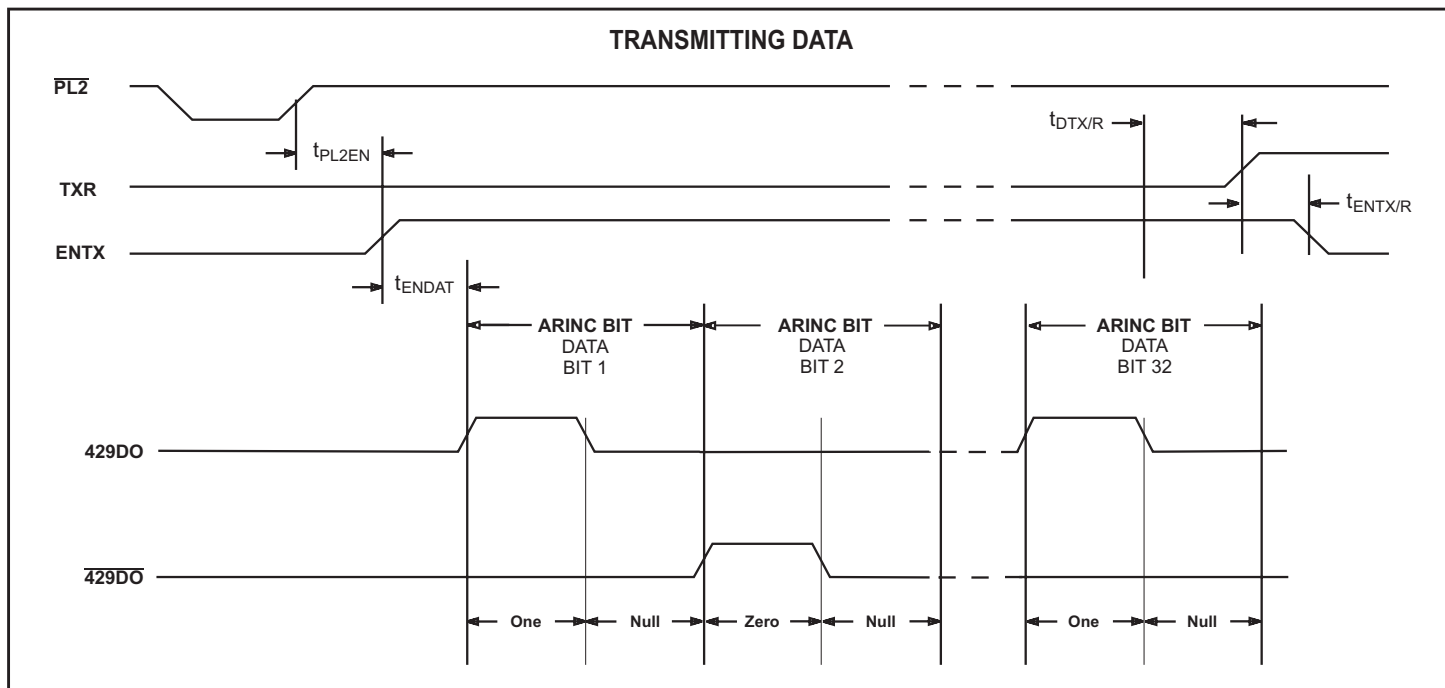 TRANSMITTING DATA
PL2
tDTX/R
tPL2EN
TXR
tENTX/R
ENTX
tENDAT
ARINC BIT ARINC BIT ARINC BIT
DATA DATA DATA
BIT 1 BIT 2 BIT 32
429DO
429DO
One Null Zero Null One Null